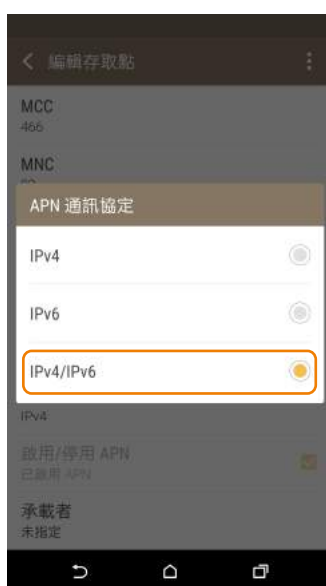 編輯存取點
MCC
466
MNC
APN 通訊協定
IPv4
IPv6
IPv4/IPv6
IPv4
啟用/停用 APN
已啟用 APN
承載者
未指定